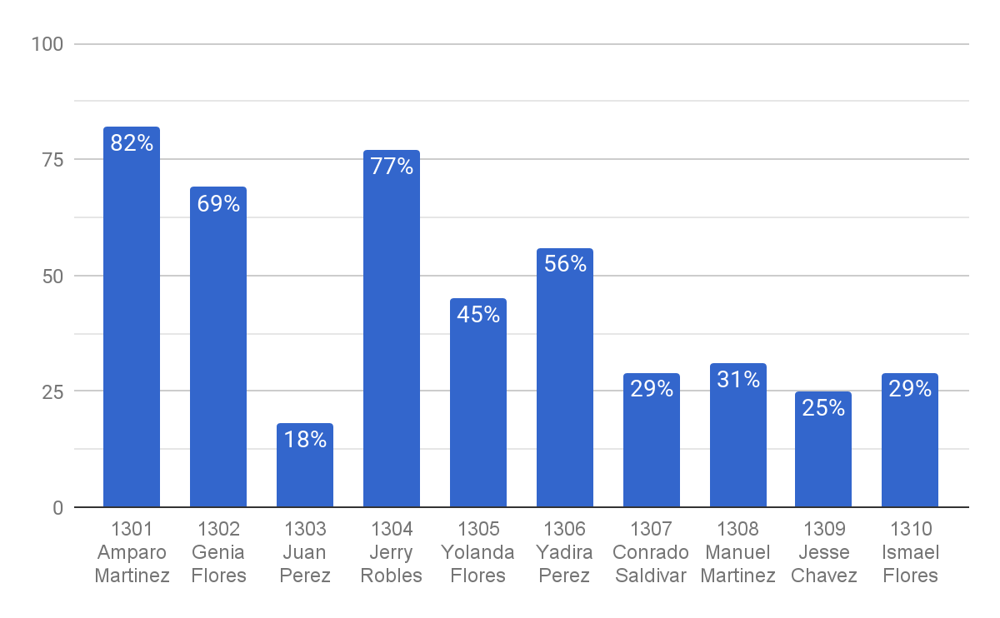 100
75
50
25
0
82%
69%
18%
77%
45%
56%
29%
31%
25%
29%
1301
Amparo
Martinez
1302
Genia
Flores
1303
Juan
Perez
1304
Jerry
Robles
1305
Yolanda
Flores
1306
Yadira
Perez
1307
Conrado
Saldivar
1308
Manuel
Martinez
1309
Jesse
Chavez
1310
Ismael
Flores